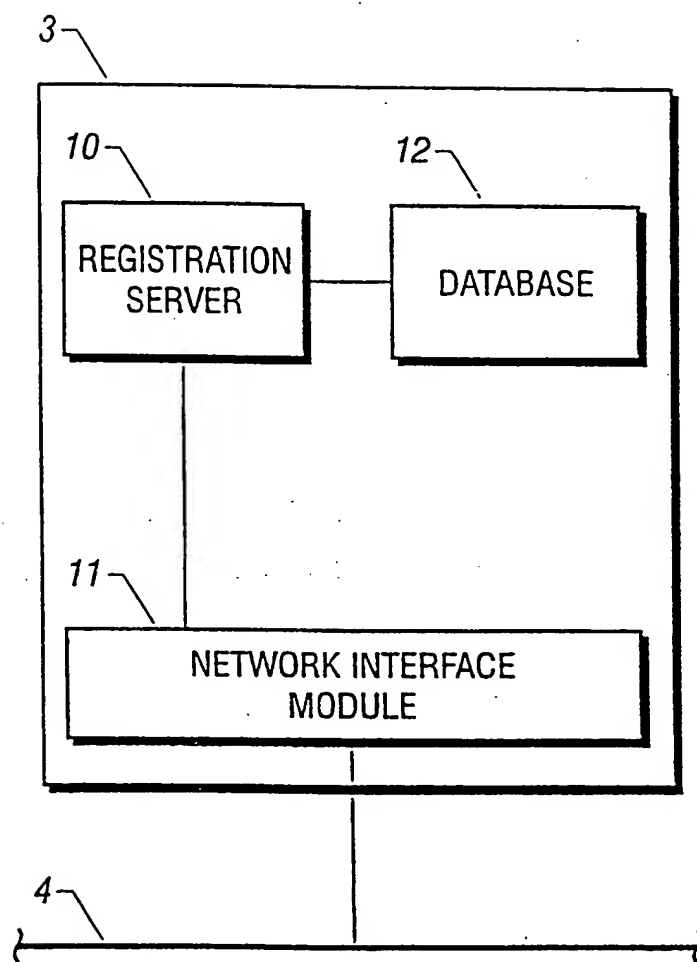 3
10
12
REGISTRATION
SERVER
DATABASE
11
NETWORK INTERFACE
MODULE
4